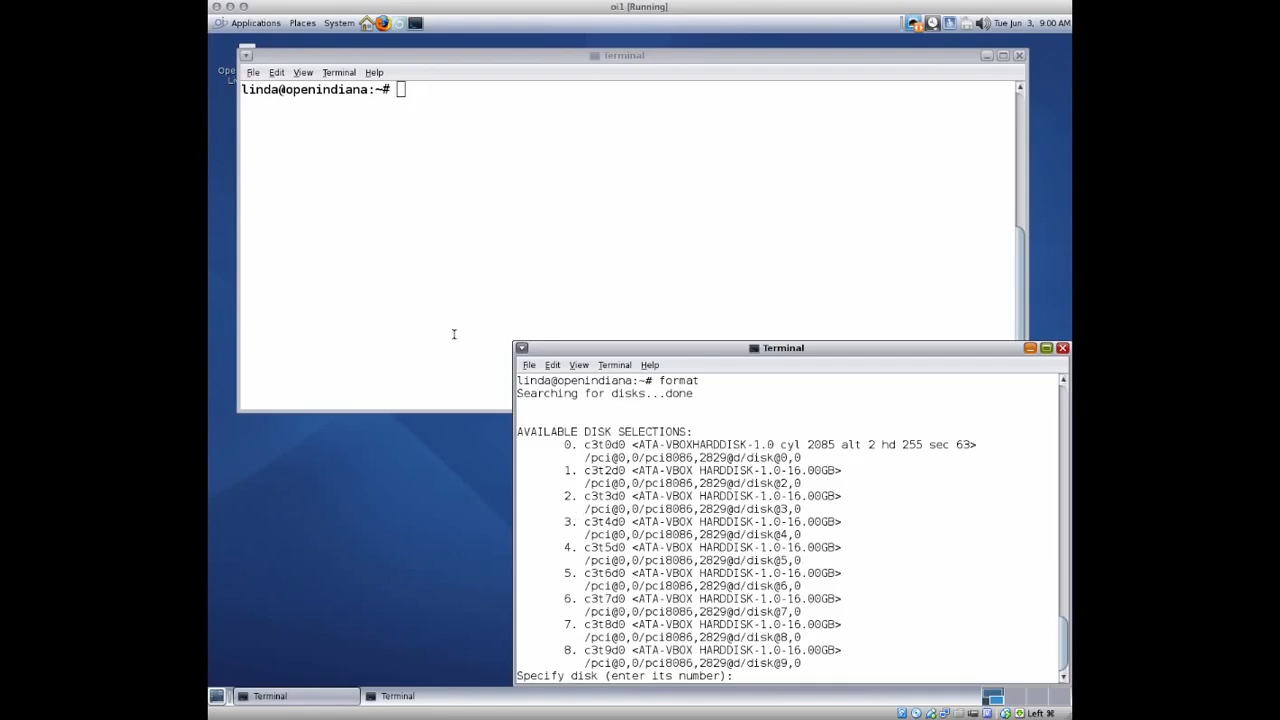 oi1 [Running]
Applications Places System
Tue Jun 3, 9:00 AM
Terminal
File Edit View Terminal Help
linda@openindiana:~#
Terminal
File Edit View Terminal Help
linda@openindiana:~# format
Searching for disks...done
AVAILABLE DISK SELECTIONS:
0. c3t0d0 <ATA-VBOXHARDDISK-1.0 cyl 2085 alt 2 hd 255 sec 63>
/pci@0,0/pci8086,2829@d/disk@0,0
1. c3t2d0 <ATA-VBOX HARDDISK-1.0-16.00GB>
/pci@0,0/pci8086,2829@d/disk@2,0
2. c3t3d0 <ATA-VBOX HARDDISK-1.0-16.00GB>
/pci@0,0/pci8086,2829@d/disk@3,0
3. c3t4d0 <ATA-VBOX HARDDISK-1.0-16.00GB>
/pci@0,0/pci8086,2829@d/disk@4,0
4. c3t5d0 <ATA-VBOX HARDDISK-1.0-16.00GB>
/pci@0,0/pci8086,2829@d/disk@5,0
5. c3t6d0 <ATA-VBOX HARDDISK-1.0-16.00GB>
/pci@0,0/pci8086,2829@d/disk@6,0
6. c3t7d0 <ATA-VBOX HARDDISK-1.0-16.00GB>
/pci@0,0/pci8086,2829@d/disk@7,0
7. c3t8d0 <ATA-VBOX HARDDISK-1.0-16.00GB>
/pci@0,0/pci8086,2829@d/disk@8,0
8. c3t9d0 <ATA-VBOX HARDDISK-1.0-16.00GB>
/pci@0,0/pci8086,2829@d/disk@9,0
Specify disk (enter its number):
Terminal
Terminal
Left ⌘